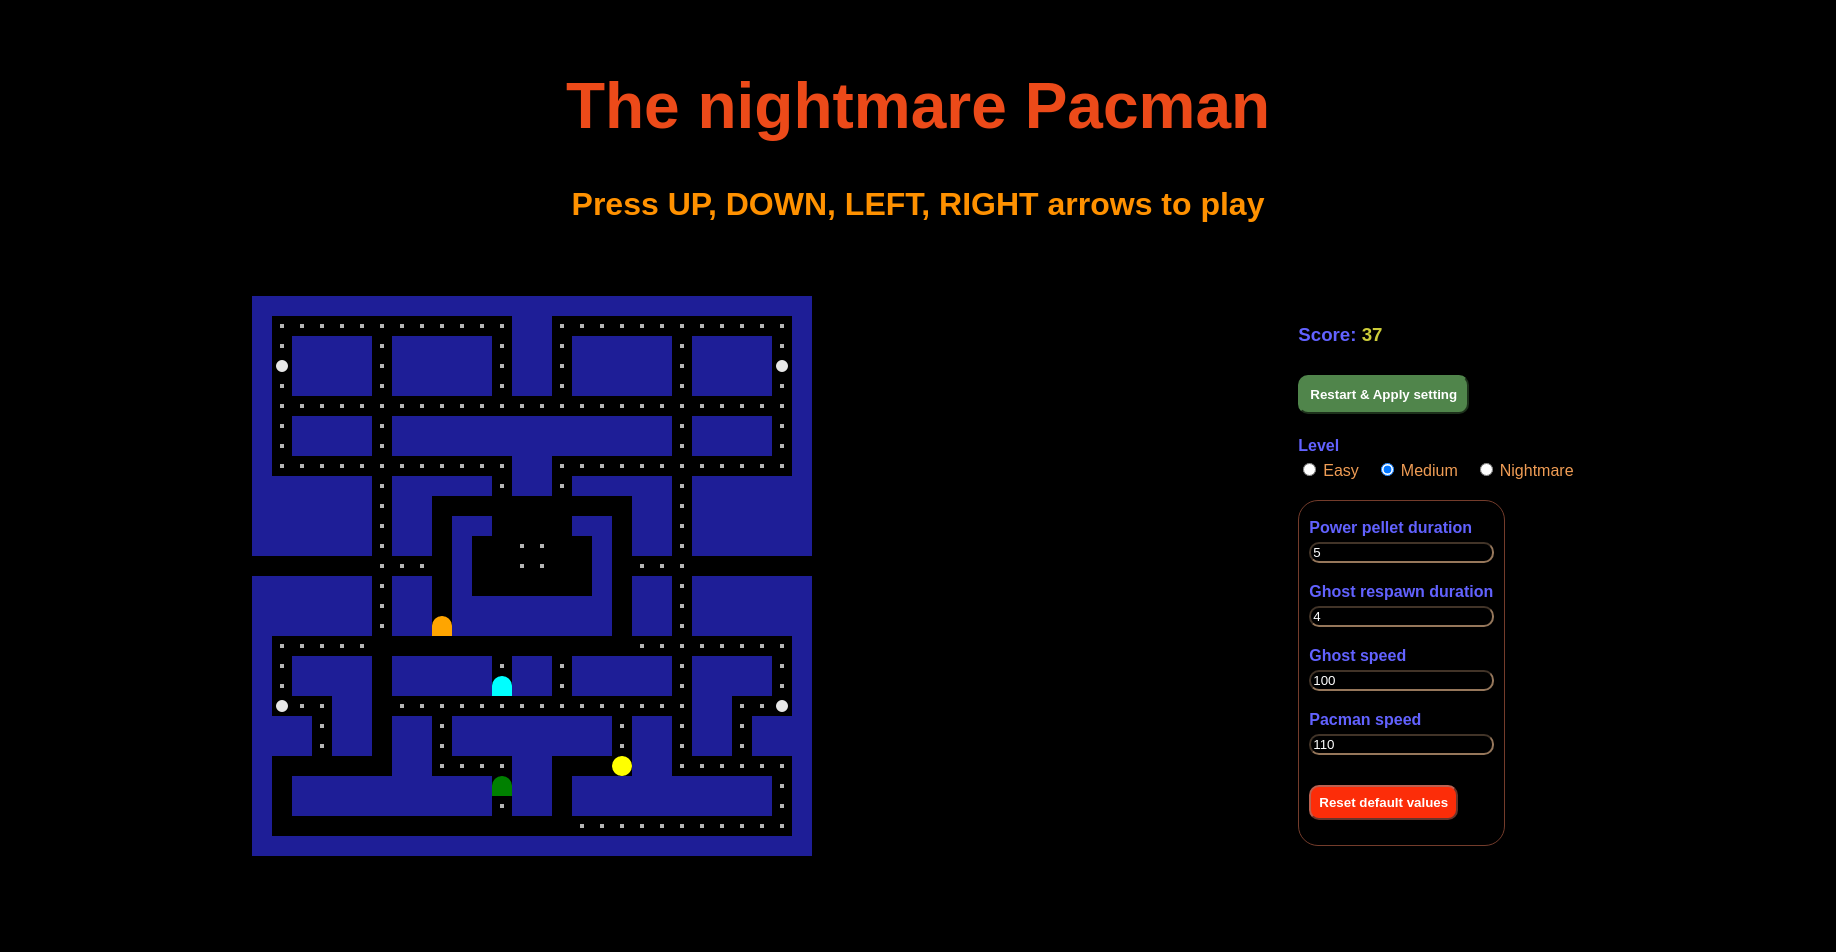 The nightmare Pacman
Press UP, DOWN, LEFT, RIGHT arrows to play
Score: 37
Restart & Apply setting
Level
Easy Medium Nightmare
Power pellet duration
5
Ghost respawn duration
4
Ghost speed
100
Pacman speed
110
Reset default values